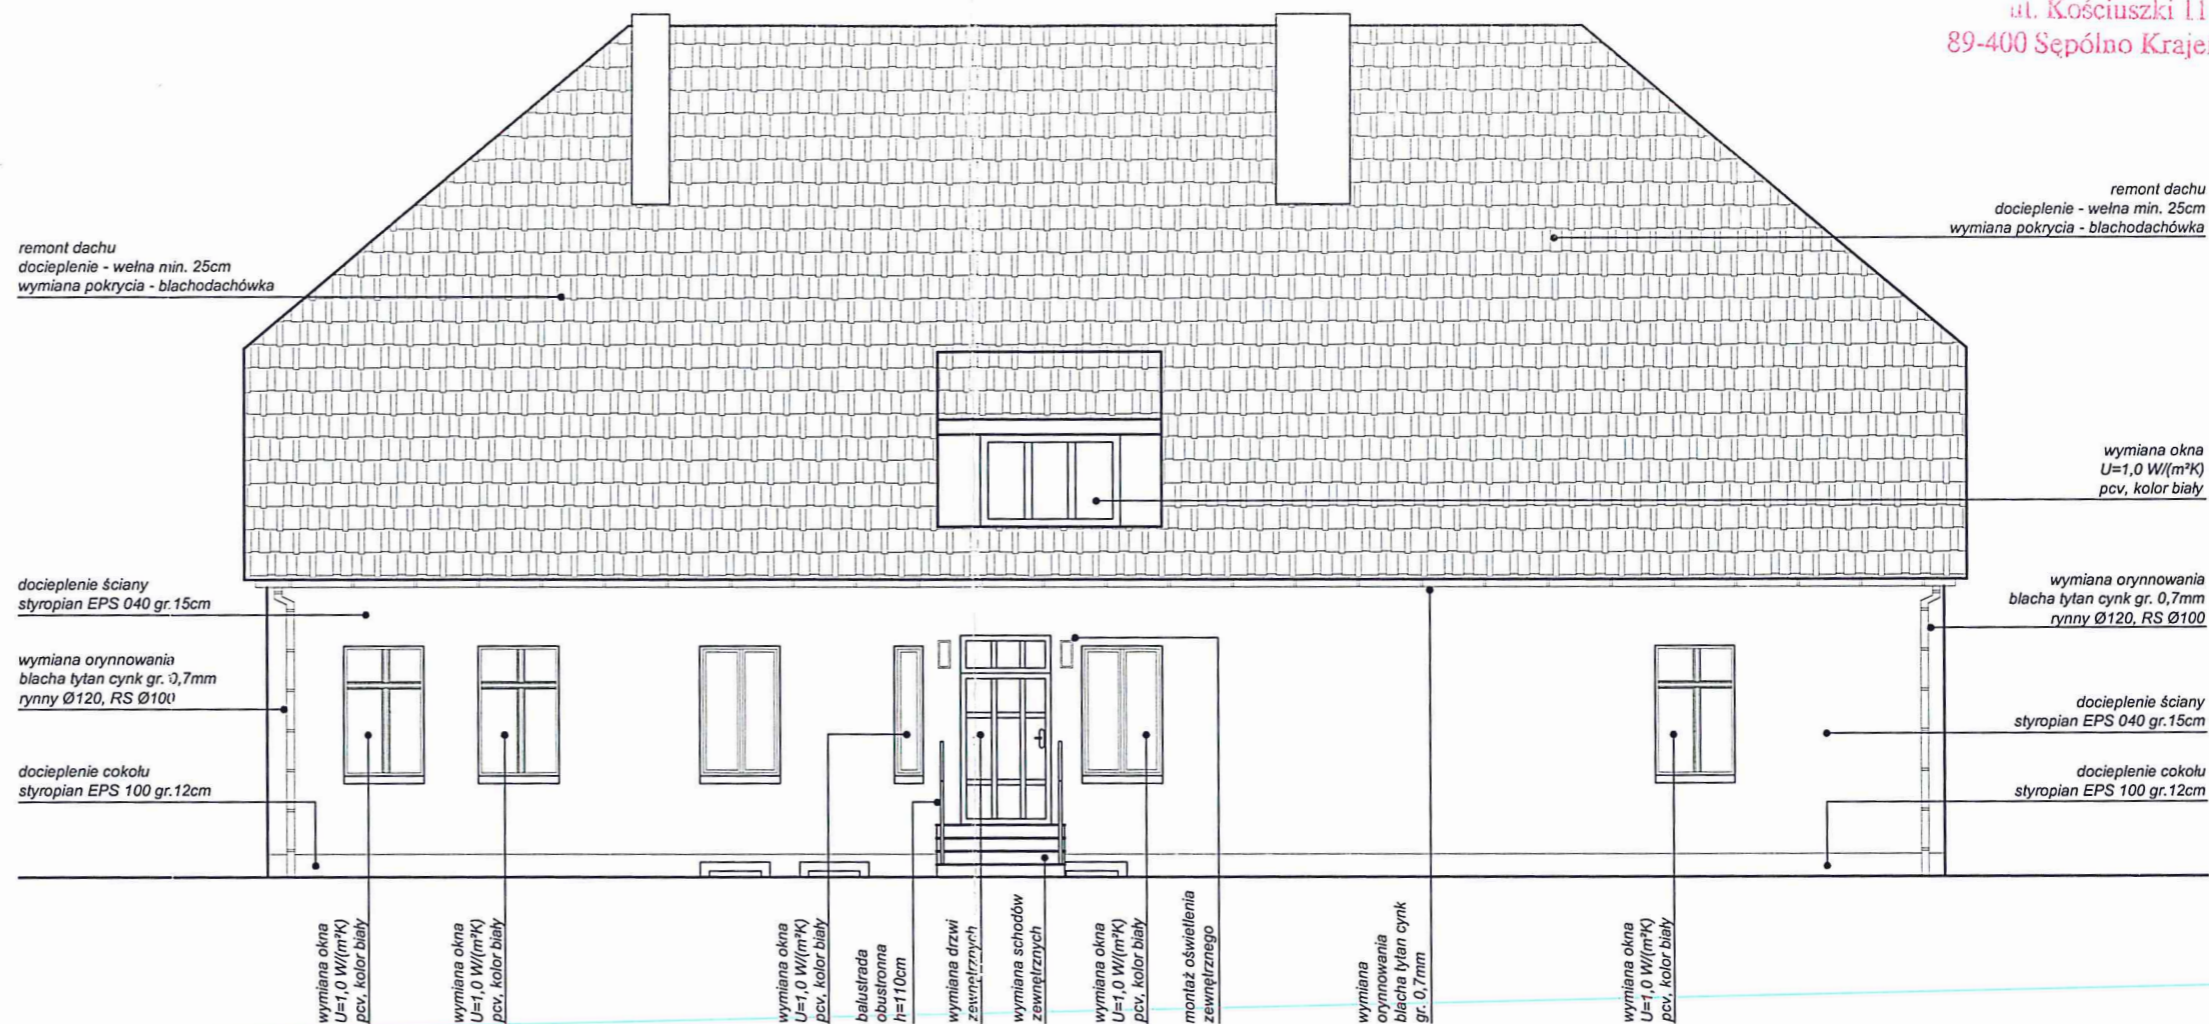 ul. Kościuszki 11
89-400 Sępólno Kraje
remont dachu
docieplenie - wełna min. 25cm
wymiana pokrycia - blachodachówka
remont dachu
docieplenie - wełna min. 25cm
wymiana pokrycia - blachodachówka
wymiana okna
U=1,0 W/(m²K)
pcv, kolor biały
docieplenie ściany
styropian EPS 040 gr.15cm
wymiana orynnowania
blacha tytan cynk gr. 0,7mm
rynny Ø120, RS Ø100
wymiana orynnowania
blacha tytan cynk gr. 0,7mm
rynny Ø120, RS Ø100
docieplenie ściany
styropian EPS 040 gr.15cm
docieplenie cokołu
styropian EPS 100 gr.12cm
docieplenie cokołu
styropian EPS 100 gr.12cm
wymiana okna
U=1,0 W/(m²K)
pcv, kolor biały
wymiana okna
U=1,0 W/(m²K)
pcv, kolor biały
wymiana okna
U=1,0 W/(m²K)
pcv, kolor biały
balustrada
obustronna
h=110cm
wymiana drzwi
zewnętrznych
wymiana schodów
zewnętrznych
wymiana okna
U=1,0 W/(m²K)
pcv, kolor biały
montaż oświetlenia
zewnętrznego
wymiana
orynnowania
blacha tytan cynk
gr. 0,7mm
wymiana okna
U=1,0 W/(m²K)
pcv, kolor biały